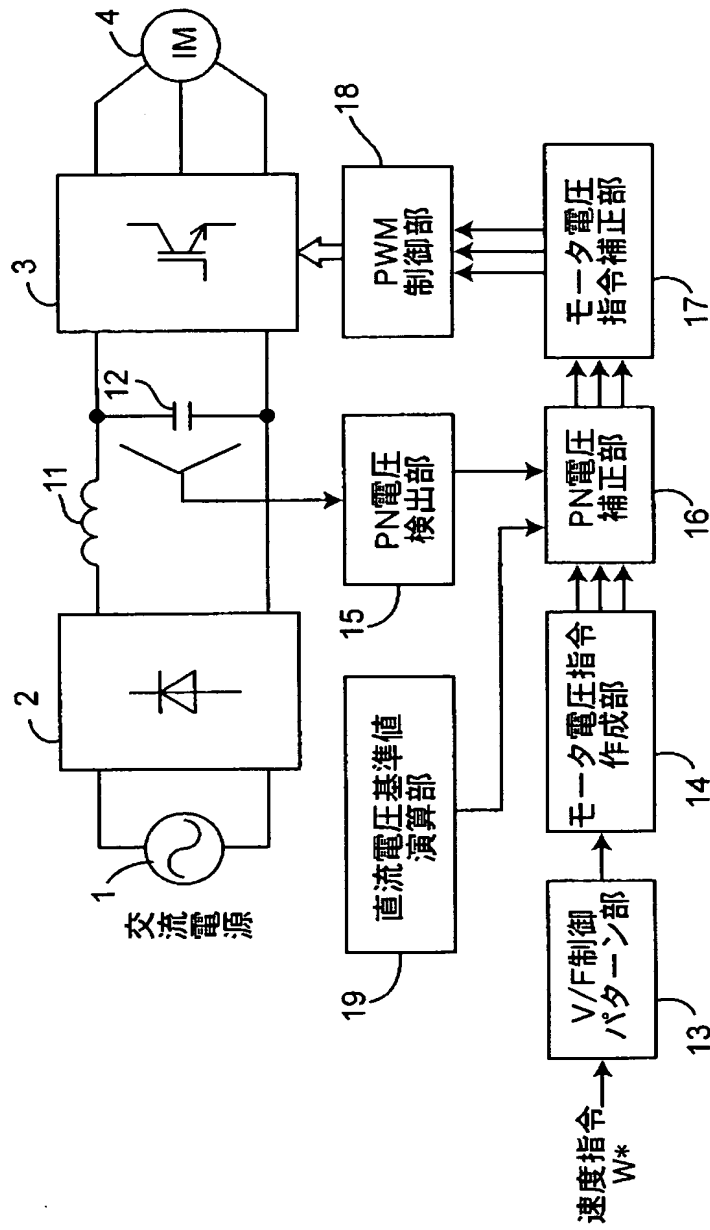 1
交流電源
2
11
12
3
IM
4
19
直流電圧基準値
演算部
15
PN電圧
検出部
PWM
制御部
18
速度指令
W*
V/F制御
パターン部
13
モータ電圧指令
作成部
14
PN電圧
補正部
16
モータ電圧
指令補正部
17